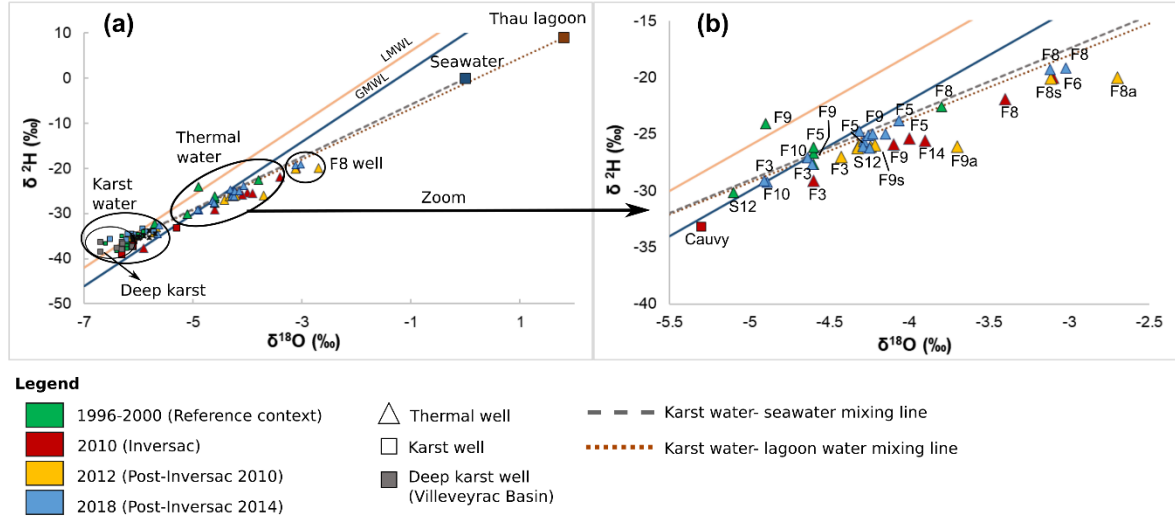 (a)
Thau lagoon
Seawater
LMWL
GMWL
Thermal
water
F8 well
Karst
water
Deep karst
Zoom
δ ²H (‰)
10
0
-10
-20
-30
-40
-50
-7
-5
-3
-1
1
δ¹⁸O (‰)
(b)
δ ²H (‰)
-15
-20
-25
-30
-35
-40
-5.5
-5
-4.5
-4
-3.5
-3
-2.5
δ¹⁸O (‰)
F8
F8
F8s
F6
F8a
F8
F8
F9
F9
F9
F5
F5
F5
F5
F10
S12
F9
F14
F9a
F9s
F3
F3
F3
F3
F10
S12
Cauvy
Legend
1996-2000 (Reference context)
2010 (Inversac)
2012 (Post-Inversac 2010)
2018 (Post-Inversac 2014)
Thermal well
Karst well
Deep karst well
(Villeveyrac Basin)
Karst water- seawater mixing line
Karst water- lagoon water mixing line